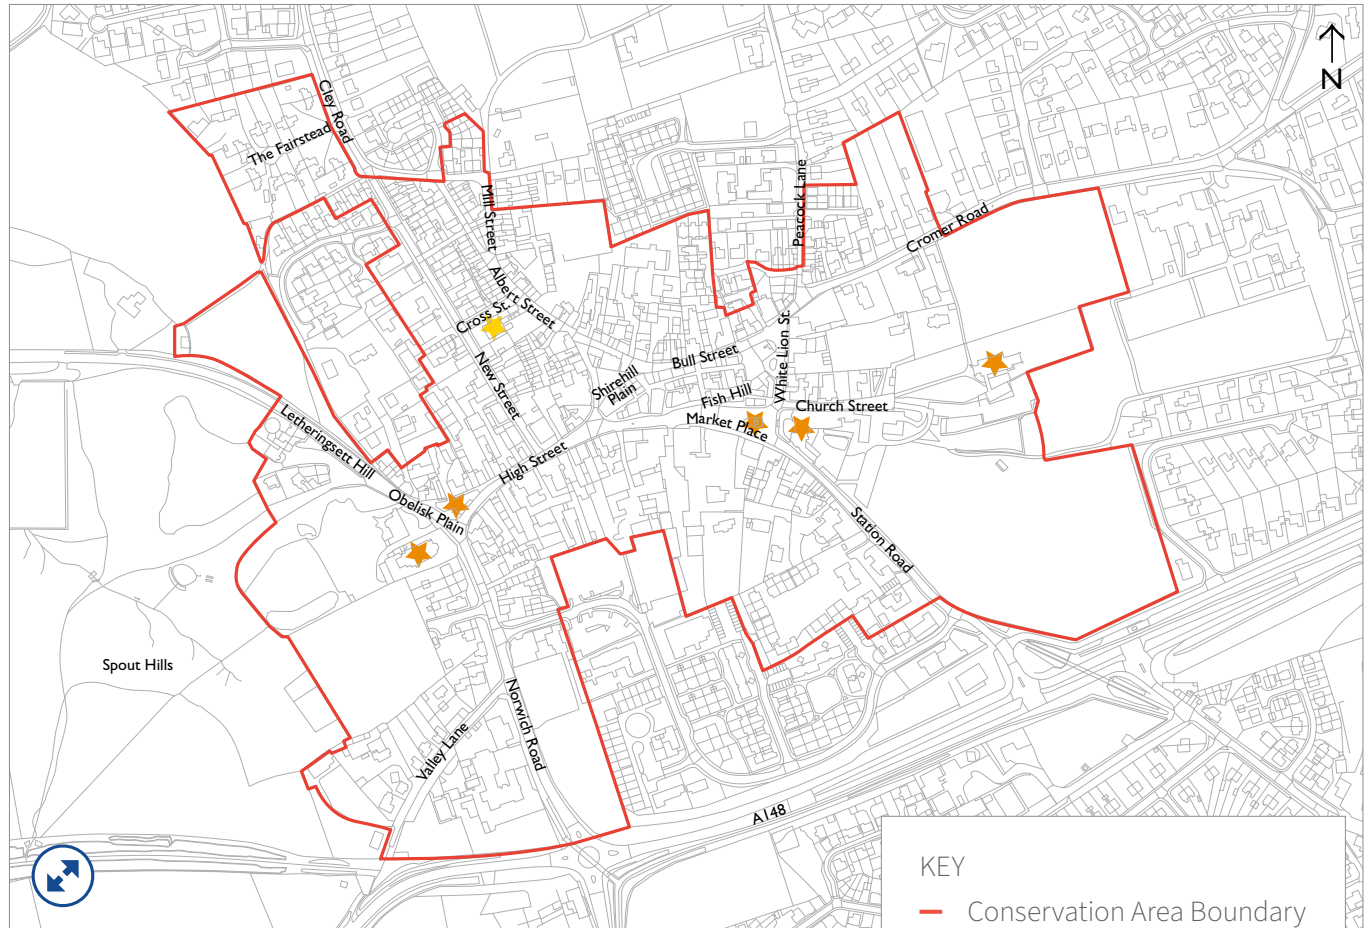 N
Cley Road
The Fairstead
Mill Street
Peacock Lane
Cromer Road
Albert Street
Cross St.
New Street
Shirehill
Plain
Bull Street
White Lion St.
Fish Hill
Church Street
Market Place
Letheringsett Hill
High Street
Obelisk Plain
Station Road
Spout Hills
Valley Lane
Norwich Road
A148
KEY
Conservation Area Boundary